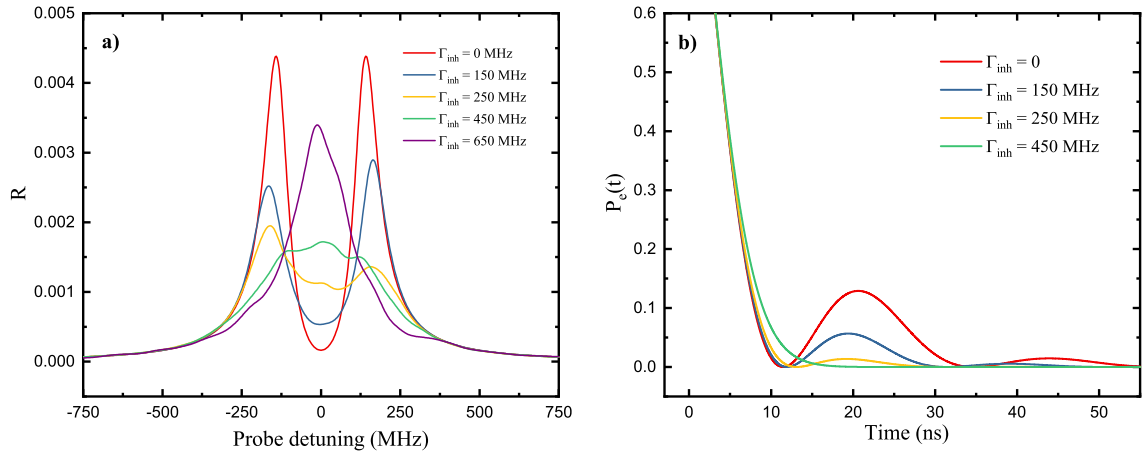 a)
0.005
0.004
0.003
0.002
0.001
0.000
R
Γinh = 0 MHz
Γinh = 150 MHz
Γinh = 250 MHz
Γinh = 450 MHz
Γinh = 650 MHz
-750 -500 -250 0 250 500 750
Probe detuning (MHz)
b)
0.6
0.5
0.4
0.3
0.2
0.1
0.0
Pe(t)
Γinh = 0
Γinh = 150 MHz
Γinh = 250 MHz
Γinh = 450 MHz
0 10 20 30 40 50
Time (ns)